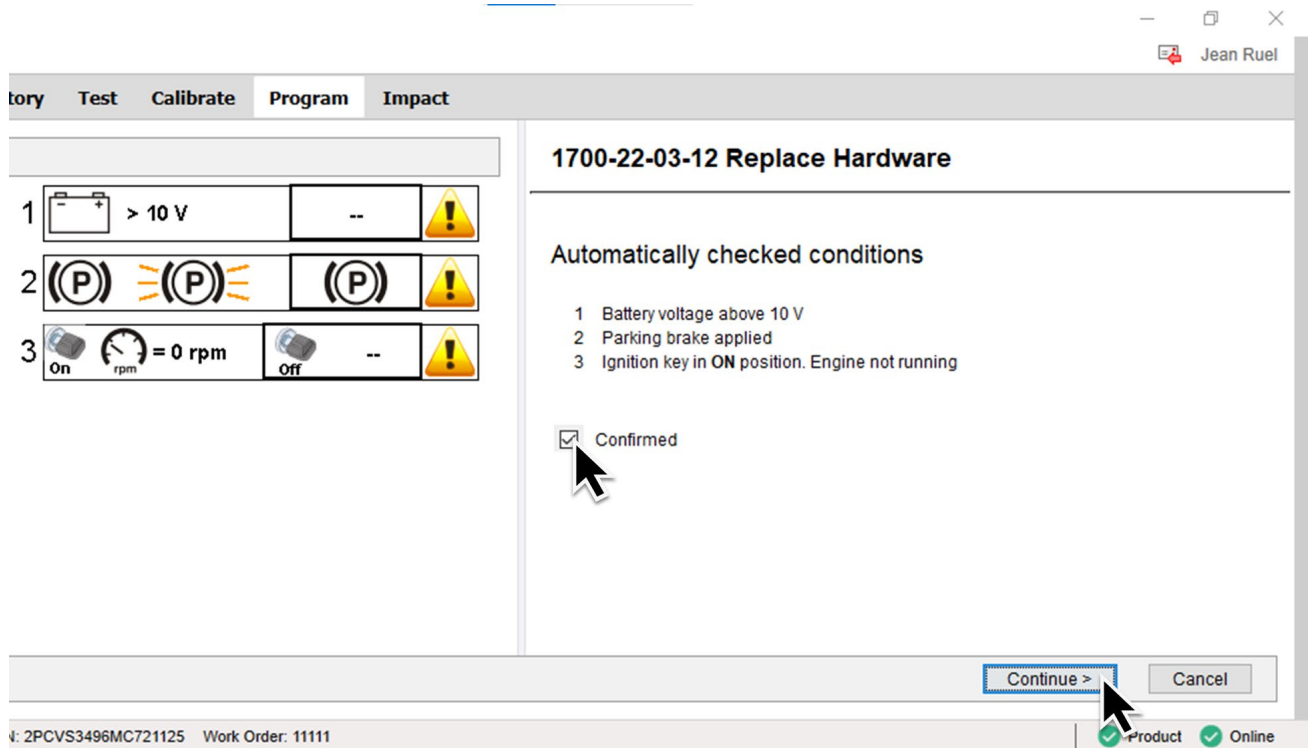 Jean Ruel
tory Test Calibrate Program Impact
1700-22-03-12 Replace Hardware
1 - + > 10 V --
2 (P) (P) (P)
3 On rpm = 0 rpm Off --
Automatically checked conditions
1 Battery voltage above 10 V
2 Parking brake applied
3 Ignition key in ON position. Engine not running
Confirmed
Continue > Cancel
N: 2PCVS3496MC721125 Work Order: 11111 Product Online